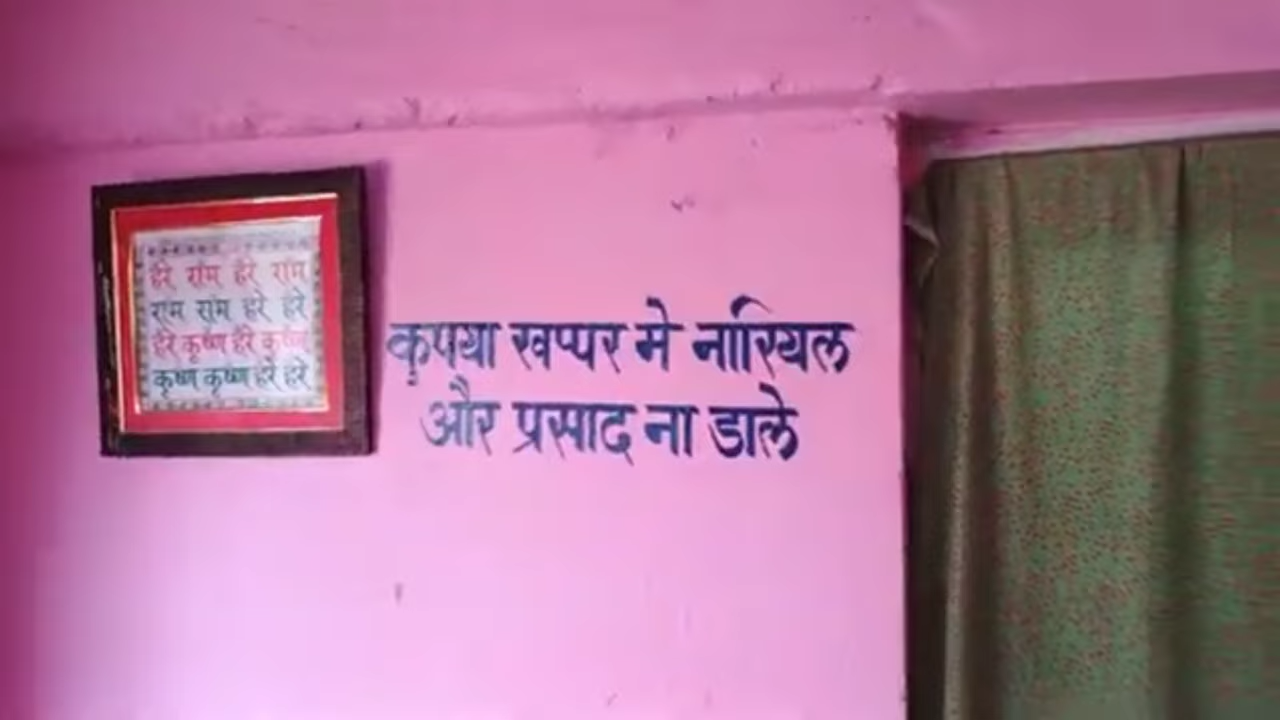 हरे राम हरे राम
राम राम हरे हरे
हरे कृष्ण हरे कृष्ण
कृष्ण कृष्ण हरे हरे
कृपया खप्पर मे नारियल
और प्रसाद ना डाले